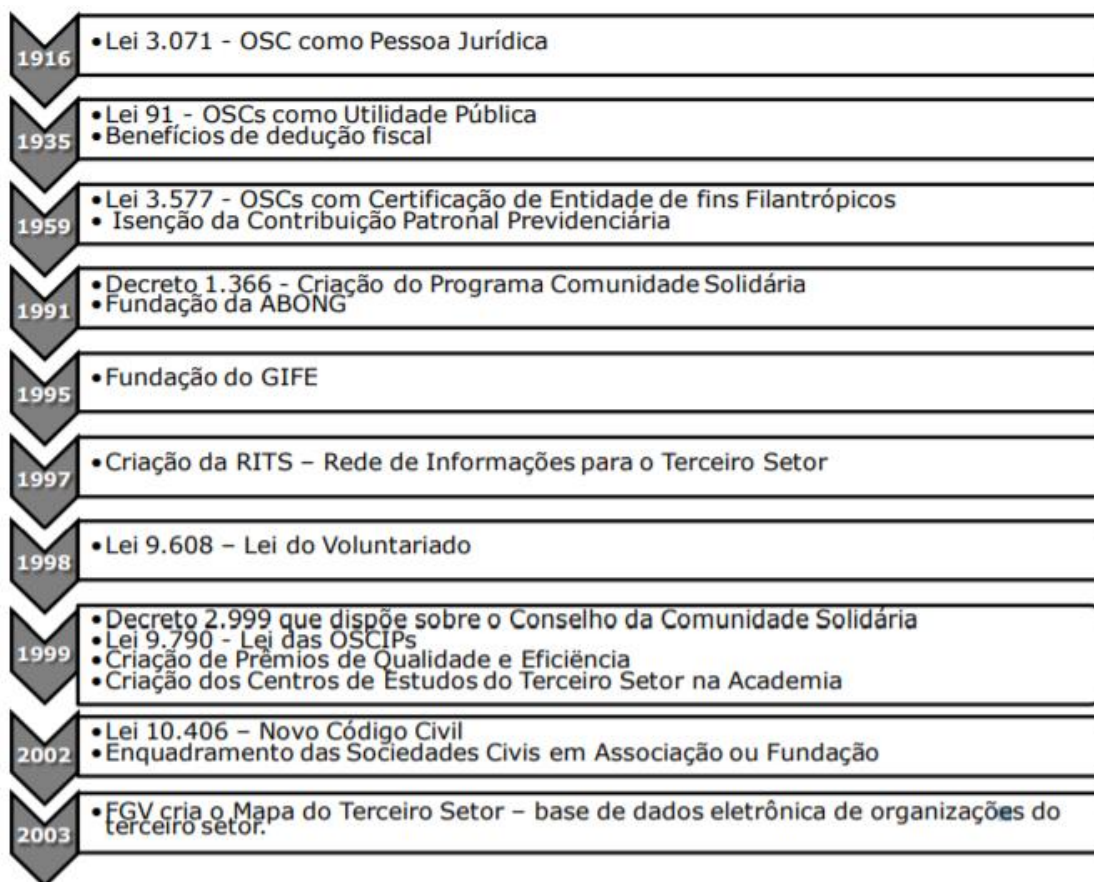 1916
•Lei 3.071 - OSC como Pessoa Jurídica
1935
•Lei 91 - OSCs como Utilidade Pública
•Benefícios de dedução fiscal
1959
•Lei 3.577 - OSCs com Certificação de Entidade de fins Filantrópicos
• Isenção da Contribuição Patronal Previdenciária
1991
•Decreto 1.366 - Criação do Programa Comunidade Solidária
•Fundação da ABONG
1995
•Fundação do GIFE
1997
•Criação da RITS – Rede de Informações para o Terceiro Setor
1998
•Lei 9.608 – Lei do Voluntariado
1999
•Decreto 2.999 que dispõe sobre o Conselho da Comunidade Solidária
•Lei 9.790 - Lei das OSCIPs
•Criação de Prêmios de Qualidade e Eficiëncia
•Criação dos Centros de Estudos do Terceiro Setor na Academia
2002
•Lei 10.406 – Novo Código Civil
•Enquadramento das Sociedades Civis em Associação ou Fundação
2003
•FGV cria o Mapa do Terceiro Setor – base de dados eletrônica de organizações do
terceiro setor.